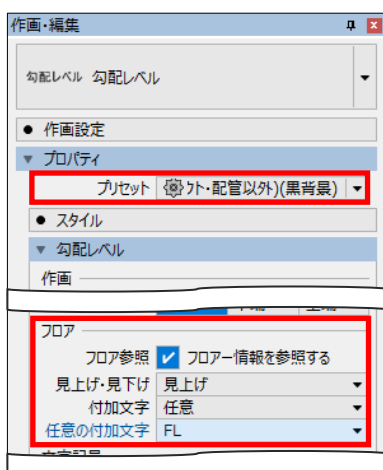 作画・編集
勾配レベル 勾配レベル
● 作画設定
プロパティ
プリセット ｸﾄ・配管以外)(黒背景)
● スタイル
勾配レベル
作画
フロア
フロア参照 フロアー情報を参照する
見上げ・見下げ 見上げ
付加文字 任意
任意の付加文字 FL